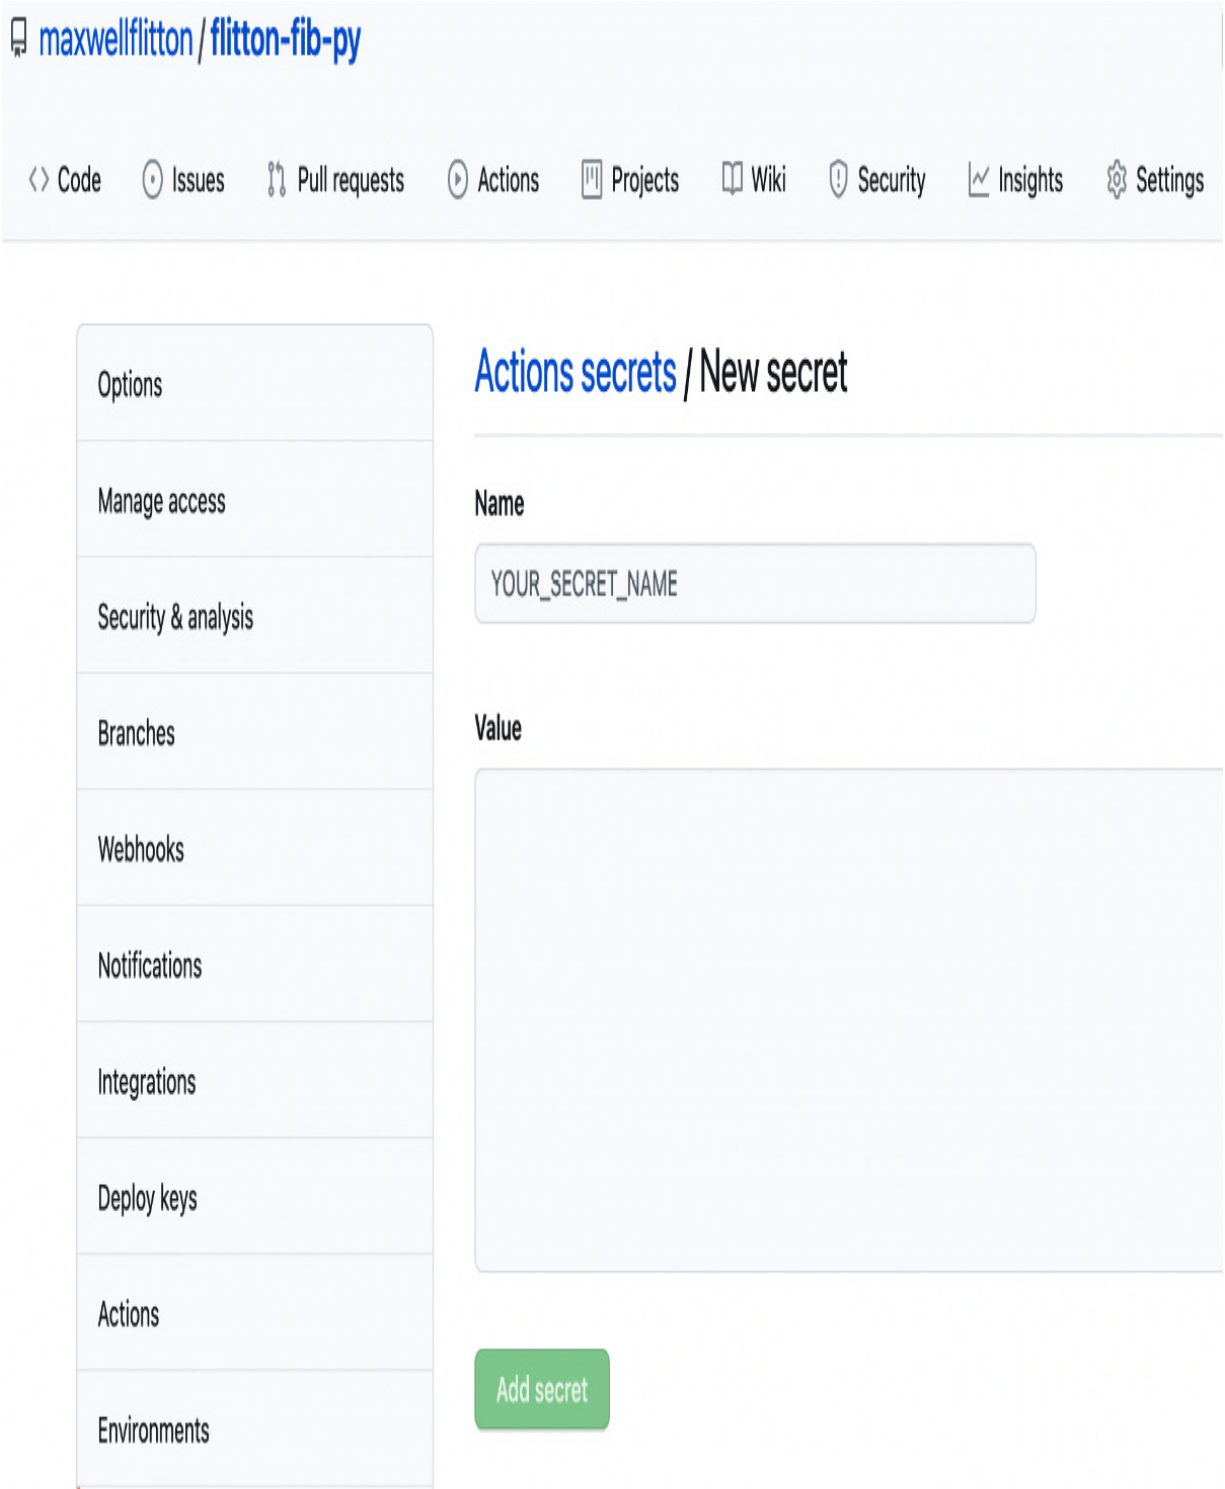 maxwellflitton / flitton-fib-py
Code Issues Pull requests Actions Projects Wiki Security Insights Settings
Options
Manage access
Security & analysis
Branches
Webhooks
Notifications
Integrations
Deploy keys
Actions
Environments
Actions secrets / New secret
Name
YOUR_SECRET_NAME
Value
Add secret